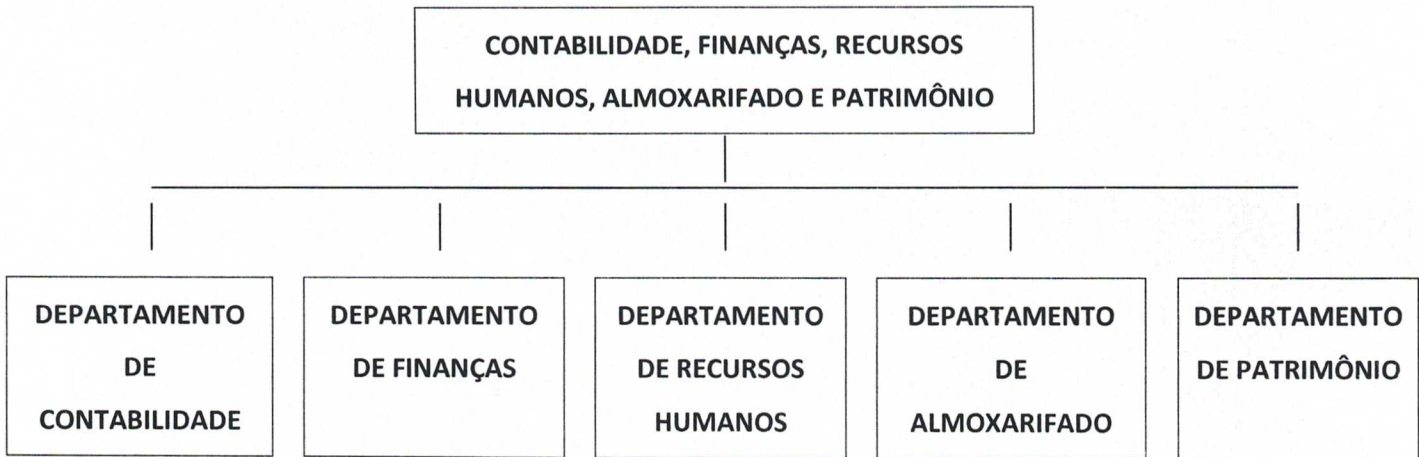 CONTABILIDADE, FINANÇAS, RECURSOS
HUMANOS, ALMOXARIFADO E PATRIMÔNIO
DEPARTAMENTO
DE
CONTABILIDADE
DEPARTAMENTO
DE FINANÇAS
DEPARTAMENTO
DE RECURSOS
HUMANOS
DEPARTAMENTO
DE
ALMOXARIFADO
DEPARTAMENTO
DE PATRIMÔNIO